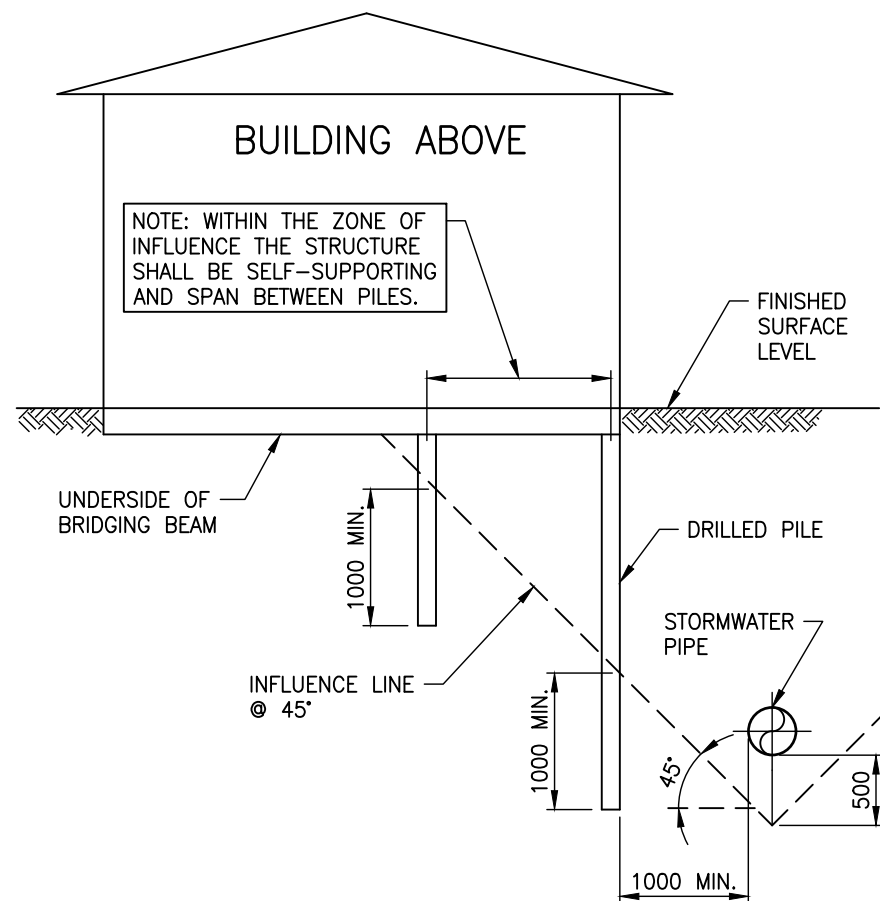 BUILDING ABOVE
NOTE: WITHIN THE ZONE OF
INFLUENCE THE STRUCTURE
SHALL BE SELF-SUPPORTING
AND SPAN BETWEEN PILES.
FINISHED
SURFACE
LEVEL
UNDERSIDE OF
BRIDGING BEAM
1000 MIN.
DRILLED PILE
STORMWATER
PIPE
INFLUENCE LINE
@ 45°
1000 MIN.
45°
500
1000 MIN.